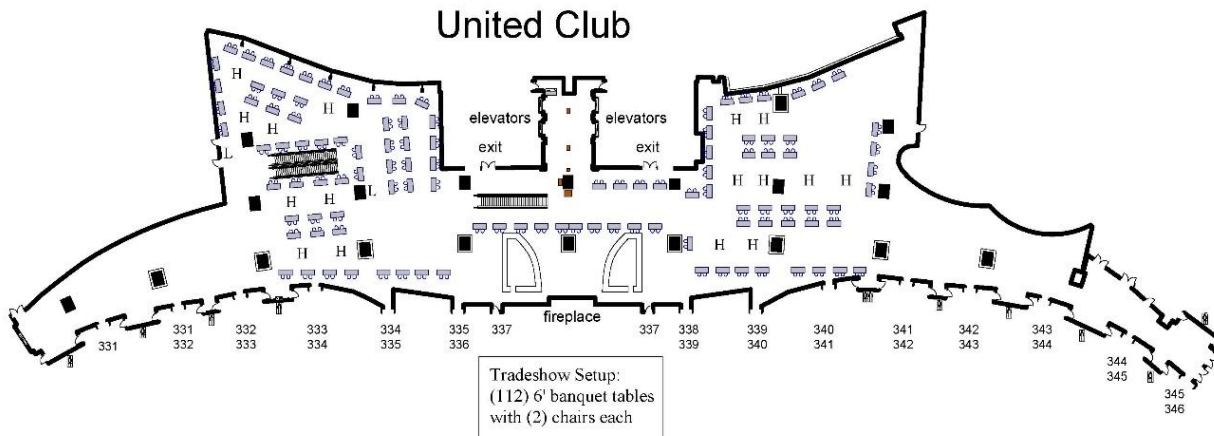 United Club
H
elevators
elevators
H
H
H
H
H
H
exit
exit
L
H
H
H
H
L
H
H
H
H
H
H
fireplace
331
331
332
332
333
333
334
334
335
335
336
337
337
338
339
339
340
340
341
341
342
342
343
343
344
344
345
345
346
Tradeshow Setup:
(112) 6' banquet tables
with (2) chairs each